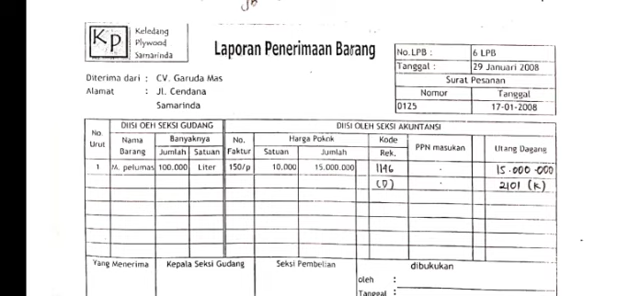 Kp
Keledang
Plywood
Samarinda
Laporan Penerimaan Barang
No. LPB : 6 LPB
Tanggal : 29 Januari 2008
Surat Pesanan
Nomor Tanggal
0125 17-01-2008
Diterima dari : CV. Garuda Mas
Alamat : Jl. Cendana
Samarinda
No. Urut
DIISI OEH SEKSI GUDANG
DIISI OLEH SEKSI AKUNTANSI
Nama Barang
Banyaknya
Jumlah Satuan
No. Faktur
Harga Pokok
Satuan Jumlah
Kode Rek.
PPN masukan
Utang Dagang
1 M. pelumas 100.000 Liter 150/p 10.000 15.000.000 1146 - 15.000.000
(D) - 2101 (K)
Yang Menerima Kepala Seksi Gudang Seksi Pembelian dibukukan
oleh :
Tanggal :